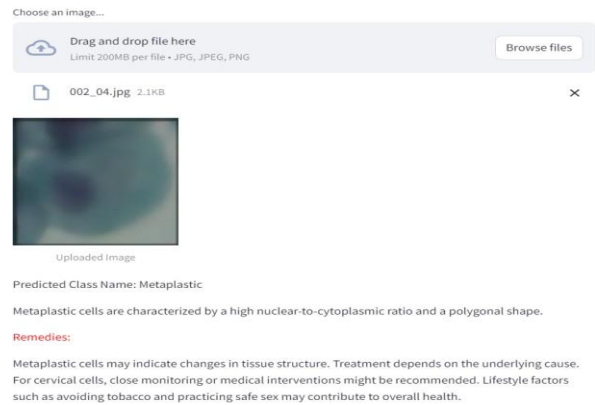 Choose an image...
Drag and drop file here
Limit 200MB per file • JPG, JPEG, PNG
Browse files
002_04.jpg 2.1KB
Uploaded Image
Predicted Class Name: Metaplastic
Metaplastic cells are characterized by a high nuclear-to-cytoplasmic ratio and a polygonal shape.
Remedies:
Metaplastic cells may indicate changes in tissue structure. Treatment depends on the underlying cause.
For cervical cells, close monitoring or medical interventions might be recommended. Lifestyle factors
such as avoiding tobacco and practicing safe sex may contribute to overall health.